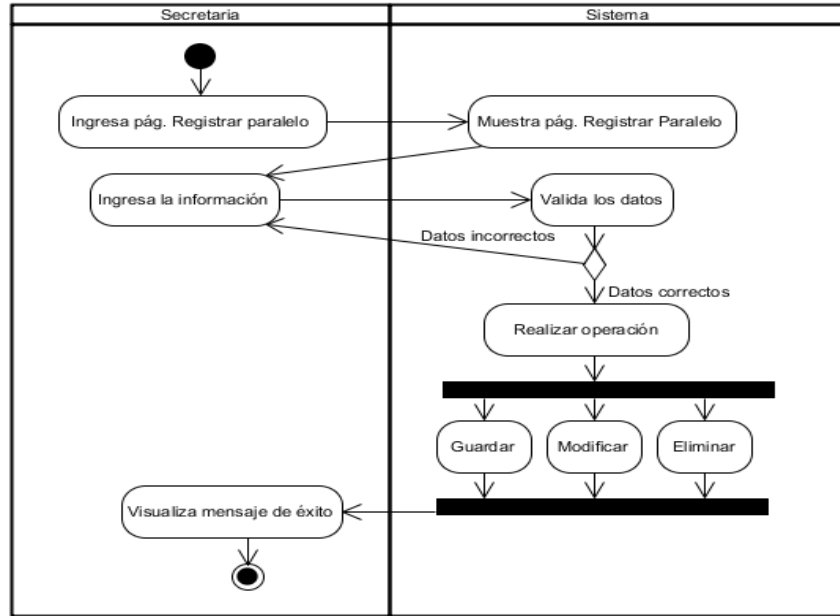 Secretaria
Sistema
Ingresa pág. Registrar paralelo
Muestra pág. Registrar Paralelo
Ingresa la información
Valida los datos
Datos incorrectos
Datos correctos
Realizar operación
Guardar
Modificar
Eliminar
Visualiza mensaje de éxito